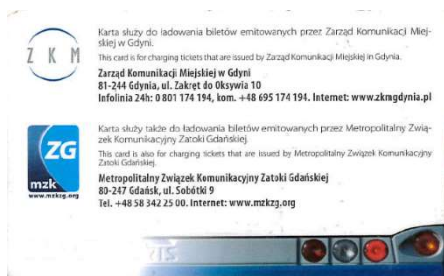 Z K M
Karta służy do ładowania biletów emitowanych przez Zarząd Komunikacji Miej-
skiej w Gdyni.
This card is for charging tickets that are issued by Zarząd Komunikacji Miejskiej in Gdynia.
Zarząd Komunikacji Miejskiej w Gdyni
81-244 Gdynia, ul. Zakręt do Oksywia 10
Infolinia 24h: 0 801 174 194, kom. +48 695 174 194. Internet: www.zkmgdynia.pl
ZG
mzk
www.mzkzg.org
Karta służy także do ładowania biletów emitowanych przez Metropolitalny Zwią-
zek Komunikacyjny Zatoki Gdańskiej.
This card is also for charging tickets that are issued by Metropolitalny Związek Komunikacyjny
Zatoki Gdańskiej.
Metropolitalny Związek Komunikacyjny Zatoki Gdańskiej
80-247 Gdańsk, ul. Sobótki 9
Tel. +48 58 342 25 00. Internet: www.mzkzg.org